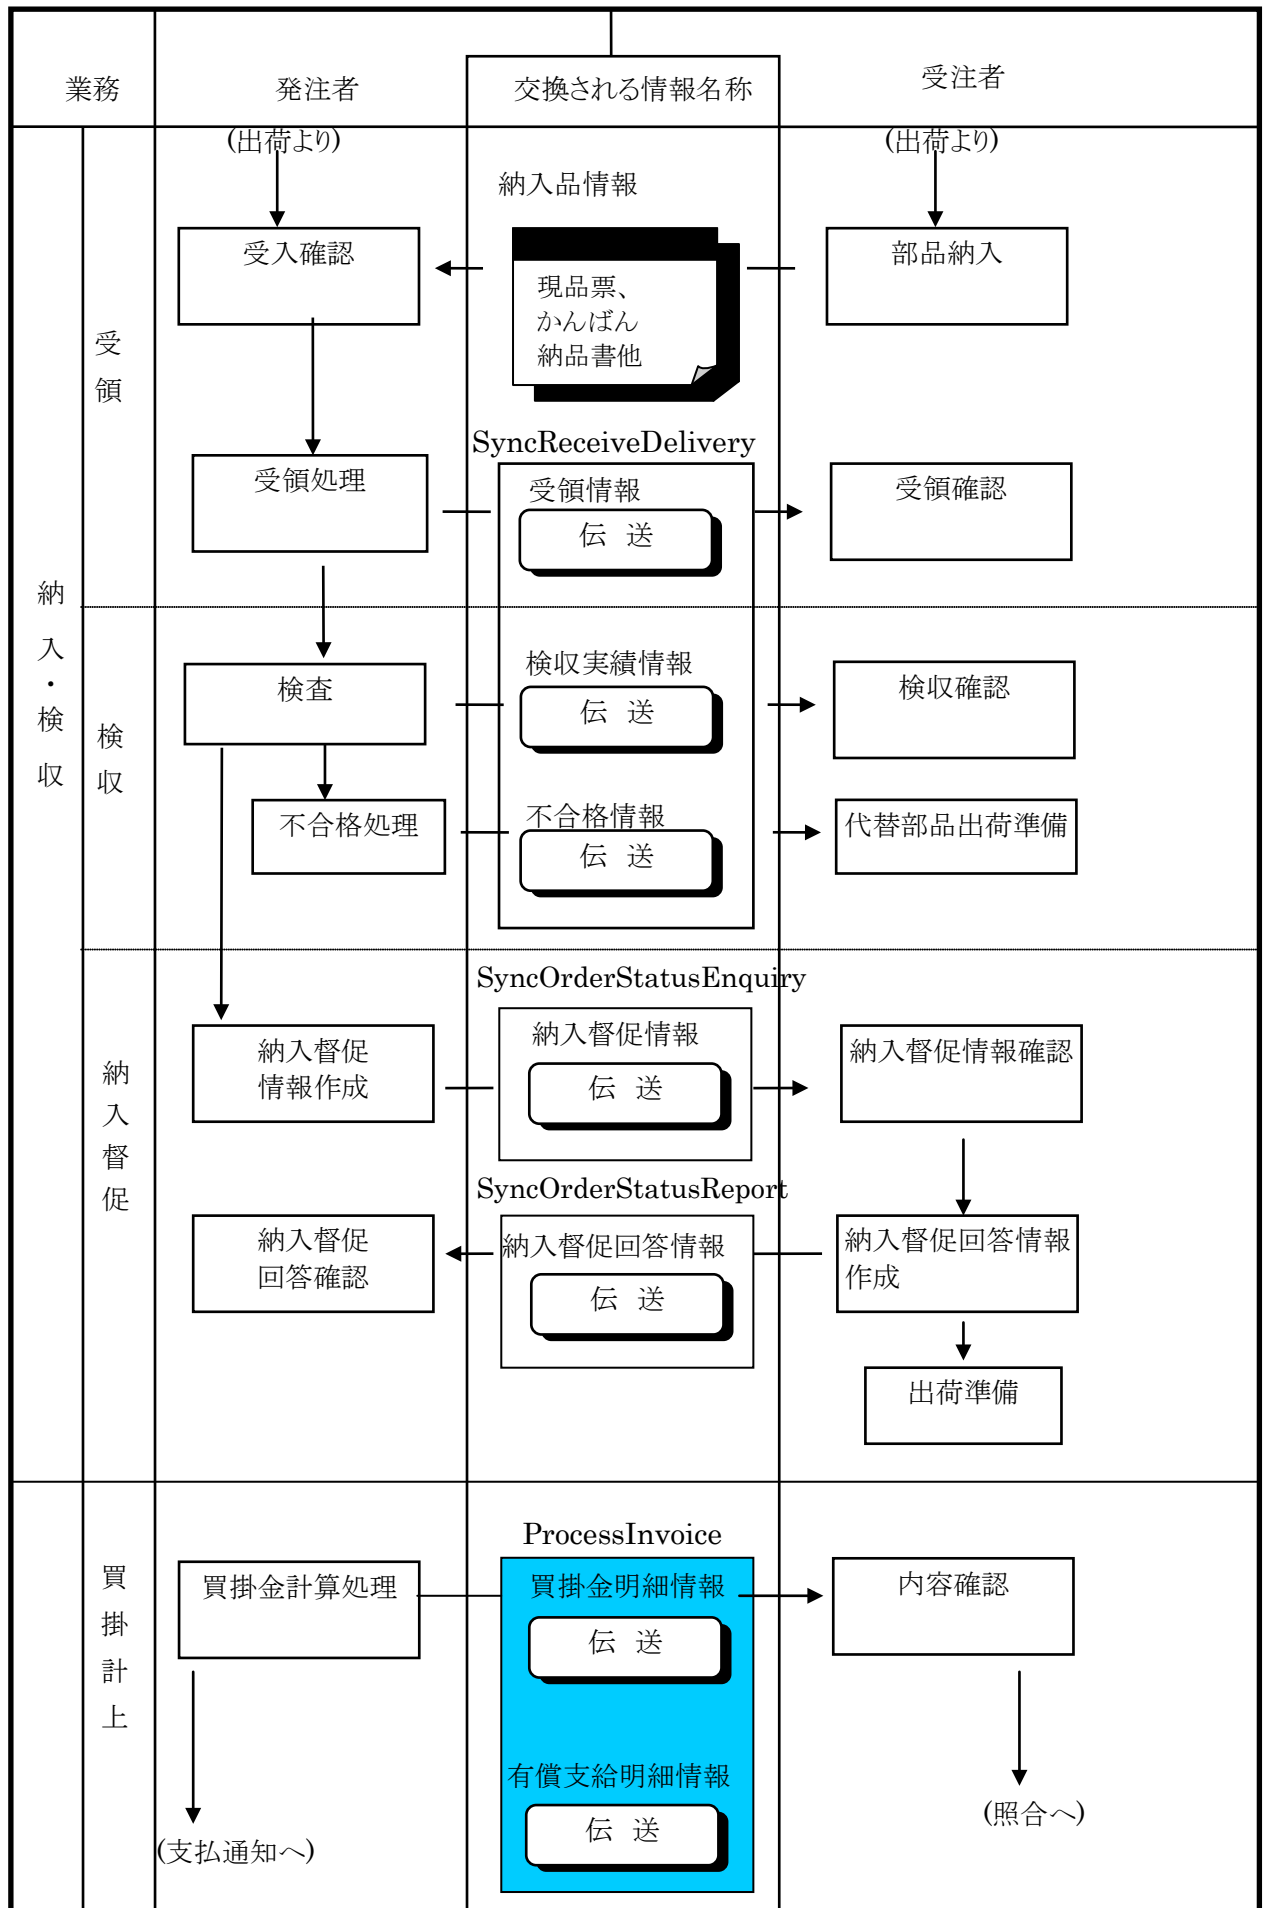 業務
発注者
交換される情報名称
受注者
(出荷より)
(出荷より)
納入品情報
受入確認
部品納入
現品票、
かんばん
納品書他
受領
SyncReceiveDelivery
受領処理
受領情報
伝 送
受領確認
納入・検収
検査
検収実績情報
伝 送
検収確認
検収
不合格処理
不合格情報
伝 送
代替部品出荷準備
SyncOrderStatusEnquiry
納入督促
情報作成
納入督促情報
伝 送
納入督促情報確認
納入督促
SyncOrderStatusReport
納入督促
回答確認
納入督促回答情報
伝 送
納入督促回答情報
作成
出荷準備
ProcessInvoice
買掛計上
買掛金計算処理
買掛金明細情報
伝 送
内容確認
有償支給明細情報
伝 送
(照合へ)
(支払通知へ)